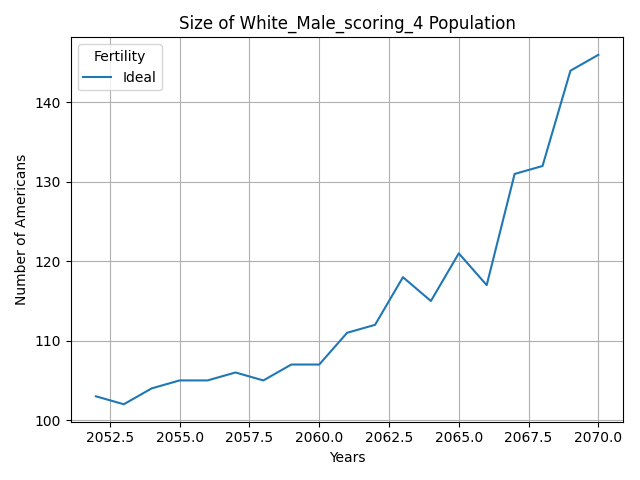 Size of White_Male_scoring_4 Population
Fertility
Ideal
Number of Americans
140
130
120
110
100
2052.5 2055.0 2057.5 2060.0 2062.5 2065.0 2067.5 2070.0
Years